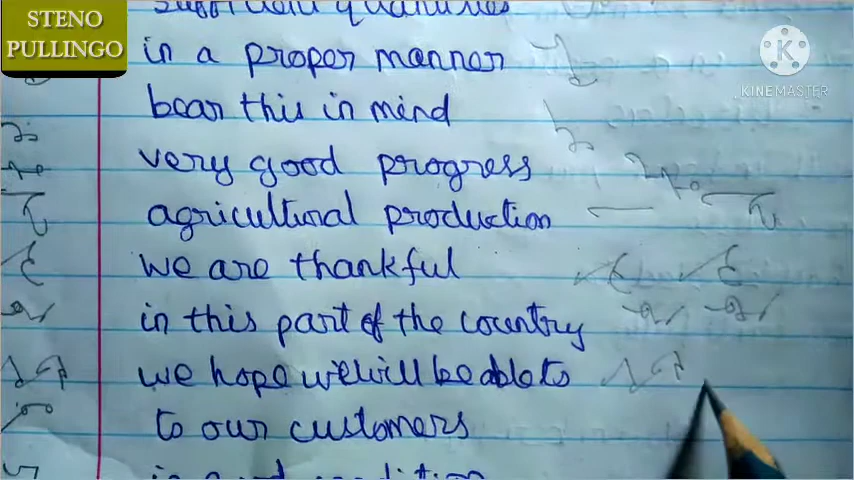 STENO
PULLINGO
KINEMASTER
quantities
in a proper manner
bear this in mind
very good progress
agricultural production
we are thankful
in this part of the country
we hope we will be able to
to our customers